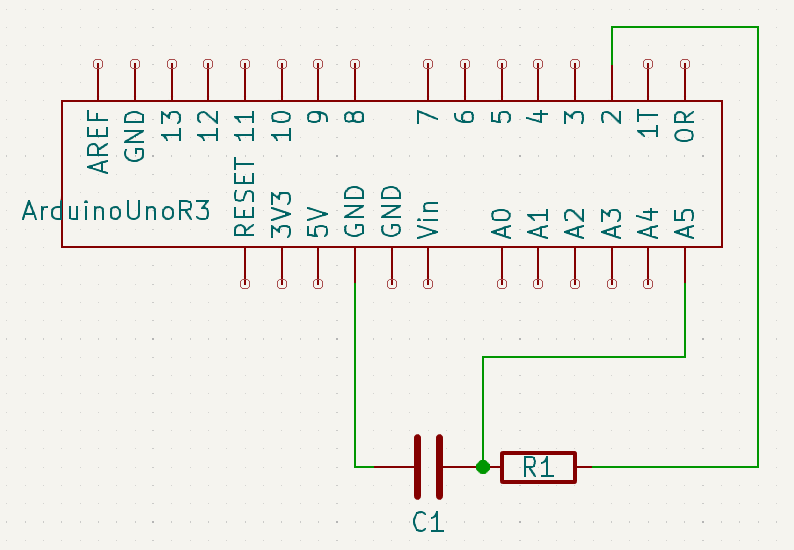 AREF GND 13 12 11 10 9 8 7 6 5 4 3 2 1T 0R
ArduinoUnoR3
RESET 3V3 5V GND GND Vin A0 A1 A2 A3 A4 A5
R1
C1